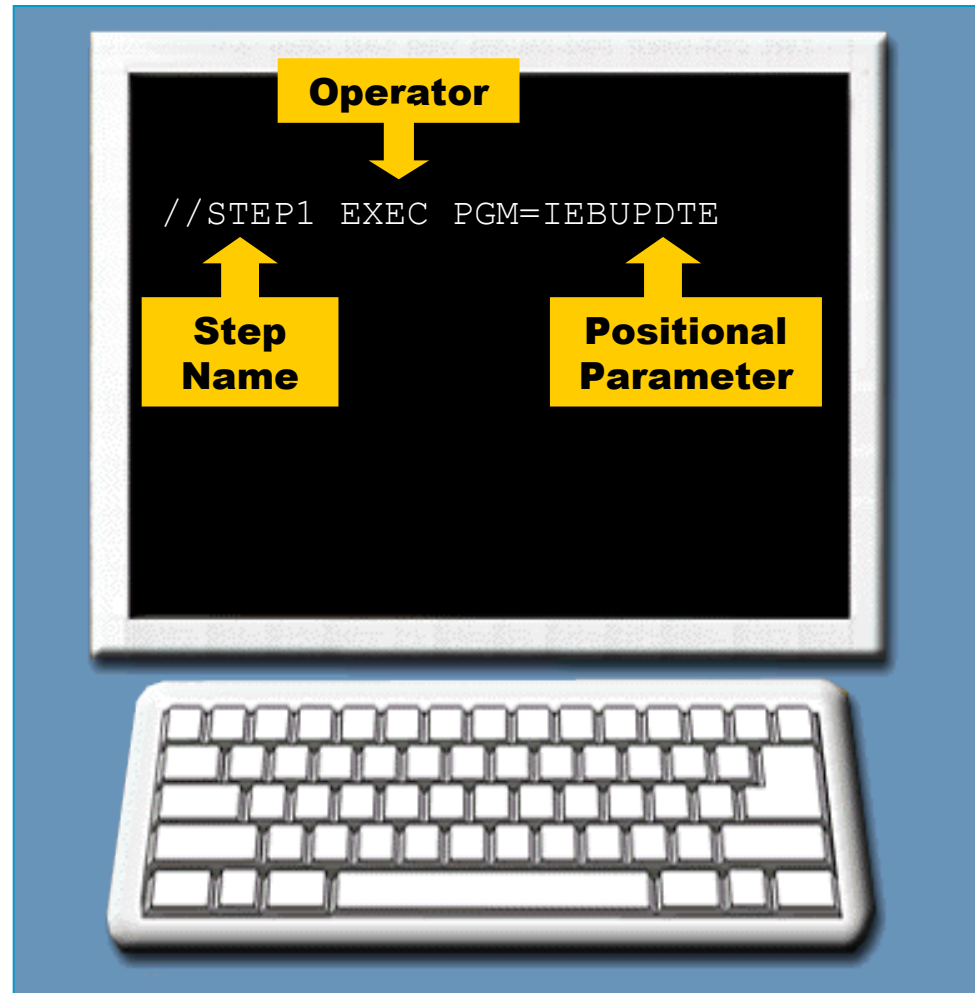 Operator
//STEP1 EXEC PGM=IEBUPDTE
Step
Name
Positional
Parameter